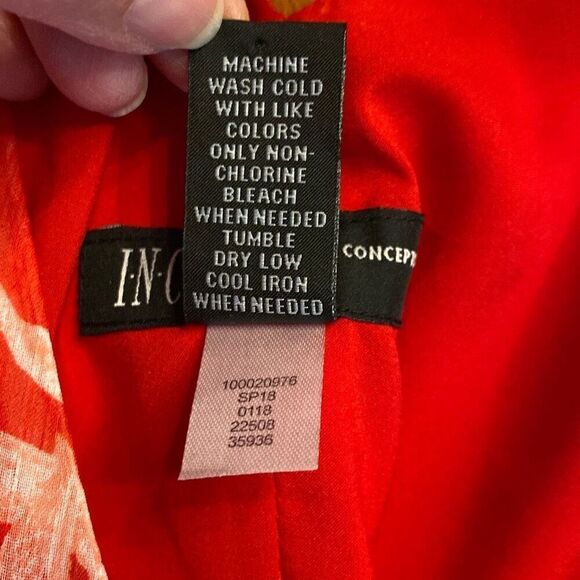 MACHINE
WASH COLD
WITH LIKE
COLORS
ONLY NON-
CHLORINE
BLEACH
WHEN NEEDED
TUMBLE
DRY LOW
COOL IRON
WHEN NEEDED
I·N·C
CONCEPT
100020976
SP18
0118
22508
35936